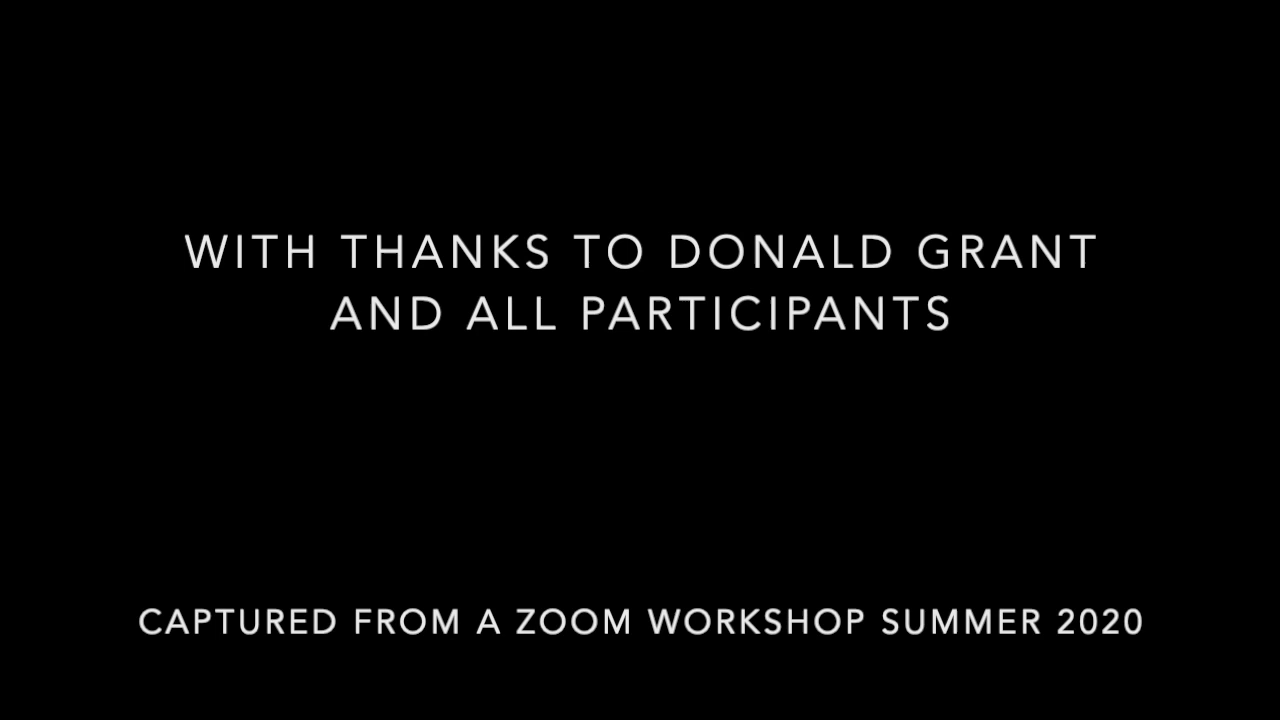 WITH THANKS TO DONALD GRANT
AND ALL PARTICIPANTS
CAPTURED FROM A ZOOM WORKSHOP SUMMER 2020